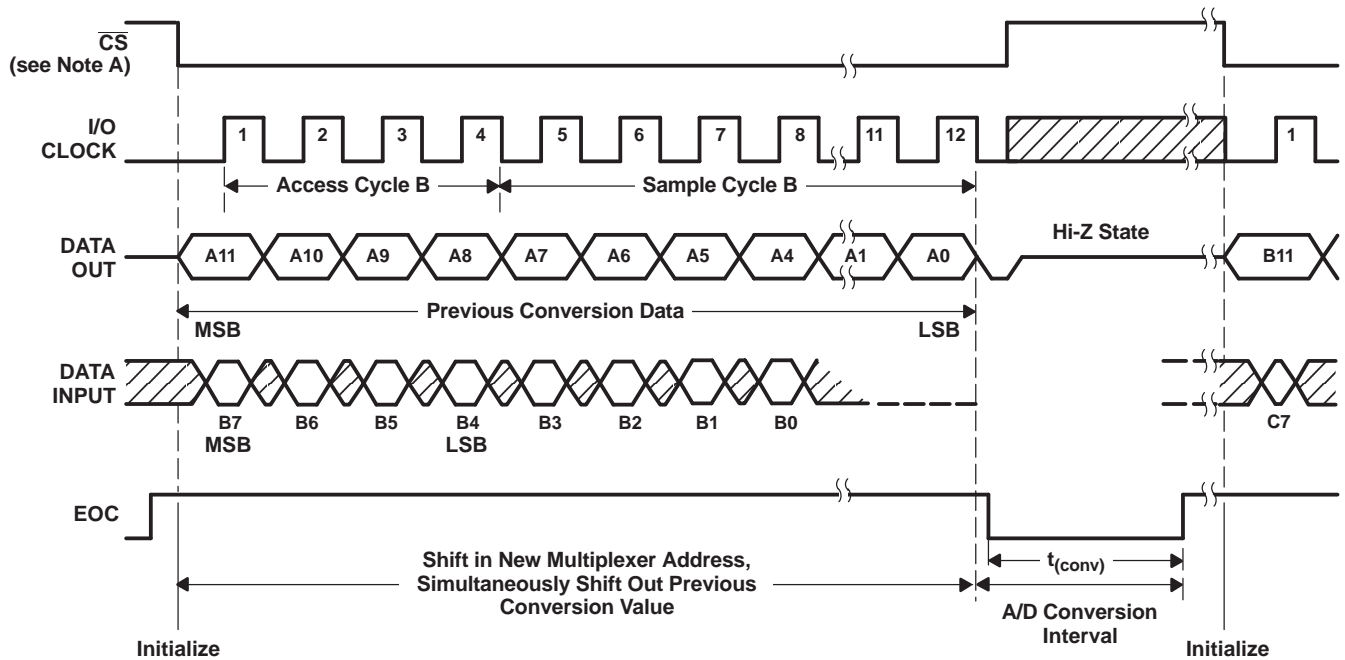 CS
(see Note A)
I/O
CLOCK
1 2 3 4 5 6 7 8 11 12 1
Access Cycle B Sample Cycle B
DATA
OUT
A11 A10 A9 A8 A7 A6 A5 A4 A1 A0 Hi-Z State B11
Previous Conversion Data
MSB LSB
DATA
INPUT
B7 B6 B5 B4 B3 B2 B1 B0 C7
MSB LSB
EOC
Shift in New Multiplexer Address,
Simultaneously Shift Out Previous
Conversion Value
t(conv)
A/D Conversion
Interval
Initialize Initialize